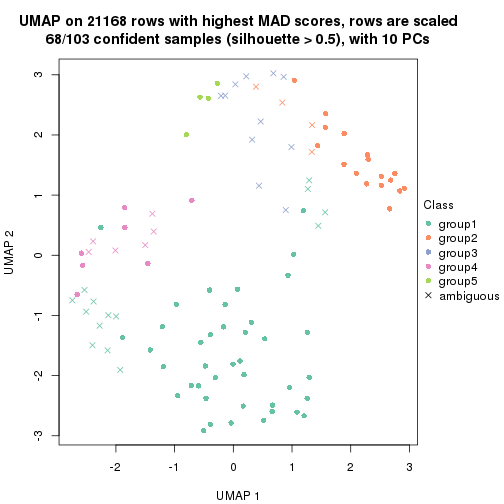 UMAP on 21168 rows with highest MAD scores, rows are scaled
68/103 confident samples (silhouette > 0.5), with 10 PCs
3
2
1
0
-1
-2
-3
UMAP 2
-2
-1
0
1
2
3
UMAP 1
Class
group1
group2
group3
group4
group5
ambiguous